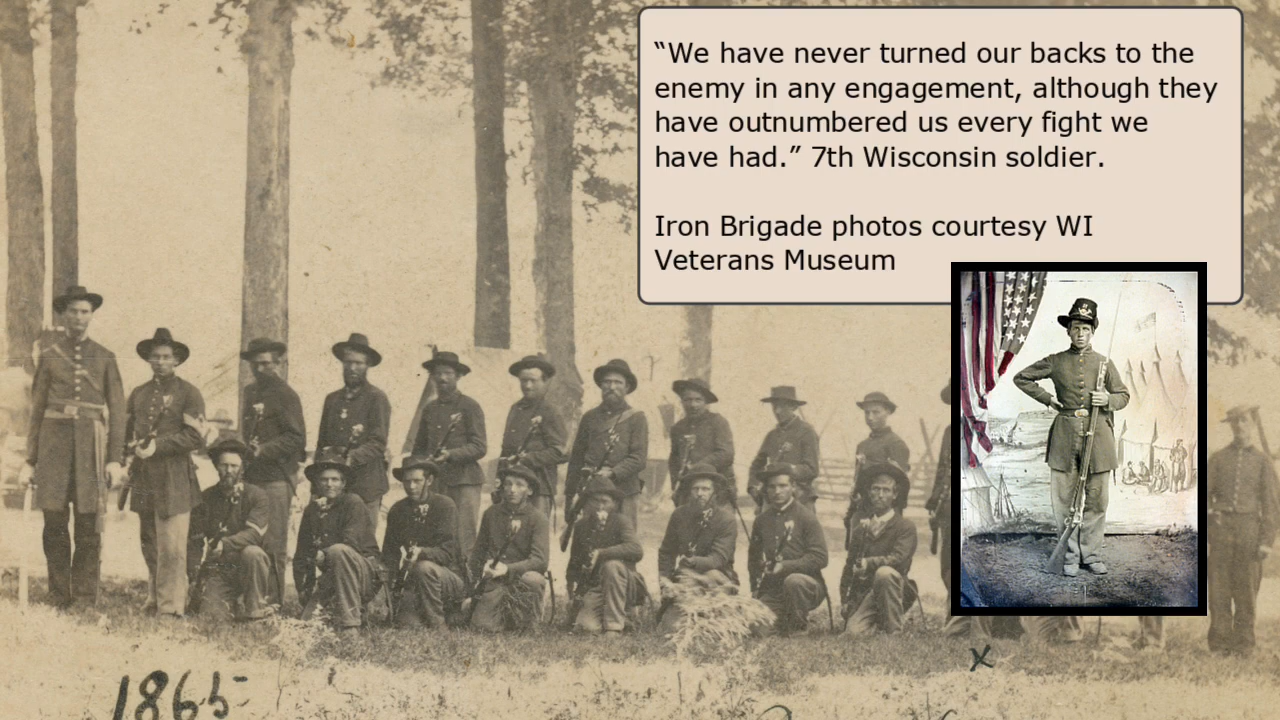 “We have never turned our backs to the
enemy in any engagement, although they
have outnumbered us every fight we
have had.” 7th Wisconsin soldier.
Iron Brigade photos courtesy WI
Veterans Museum
x
1865